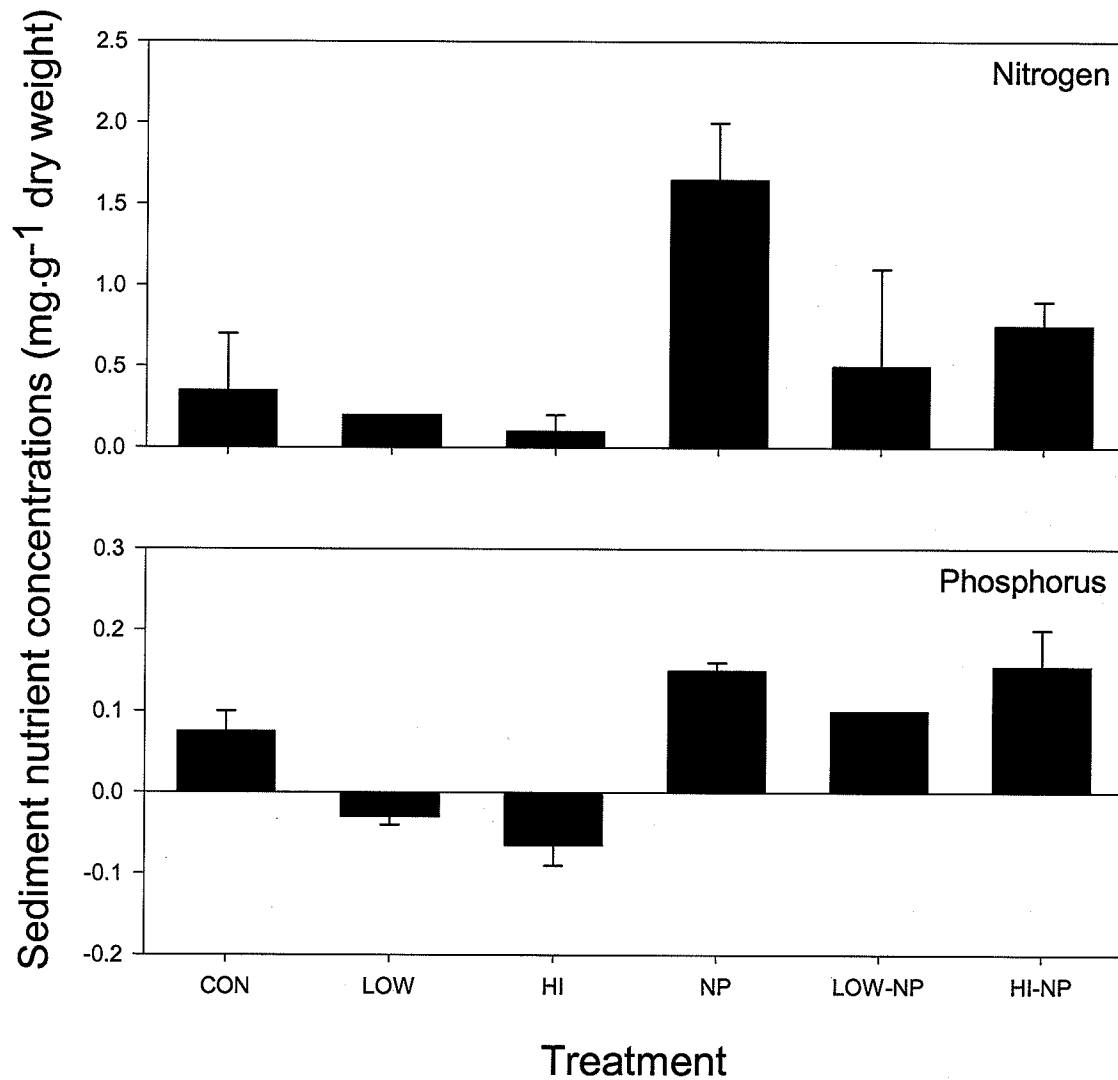 Sediment nutrient concentrations (mg·g-1 dry weight)
2.5
Nitrogen
2.0
1.5
1.0
0.5
0.0
0.3
Phosphorus
0.2
0.1
0.0
-0.1
-0.2
CON LOW HI NP LOW-NP HI-NP
Treatment